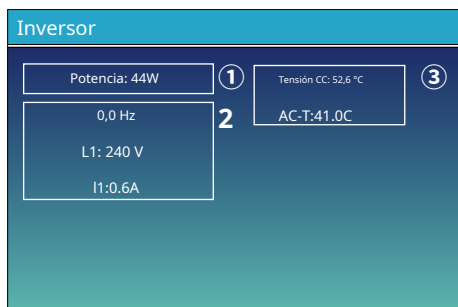 Inversor
Potencia: 44W
①
0,0 Hz
L1: 240 V
l1:0.6A
2
Tensión CC: 52,6 °C
AC-T:41.0C
③